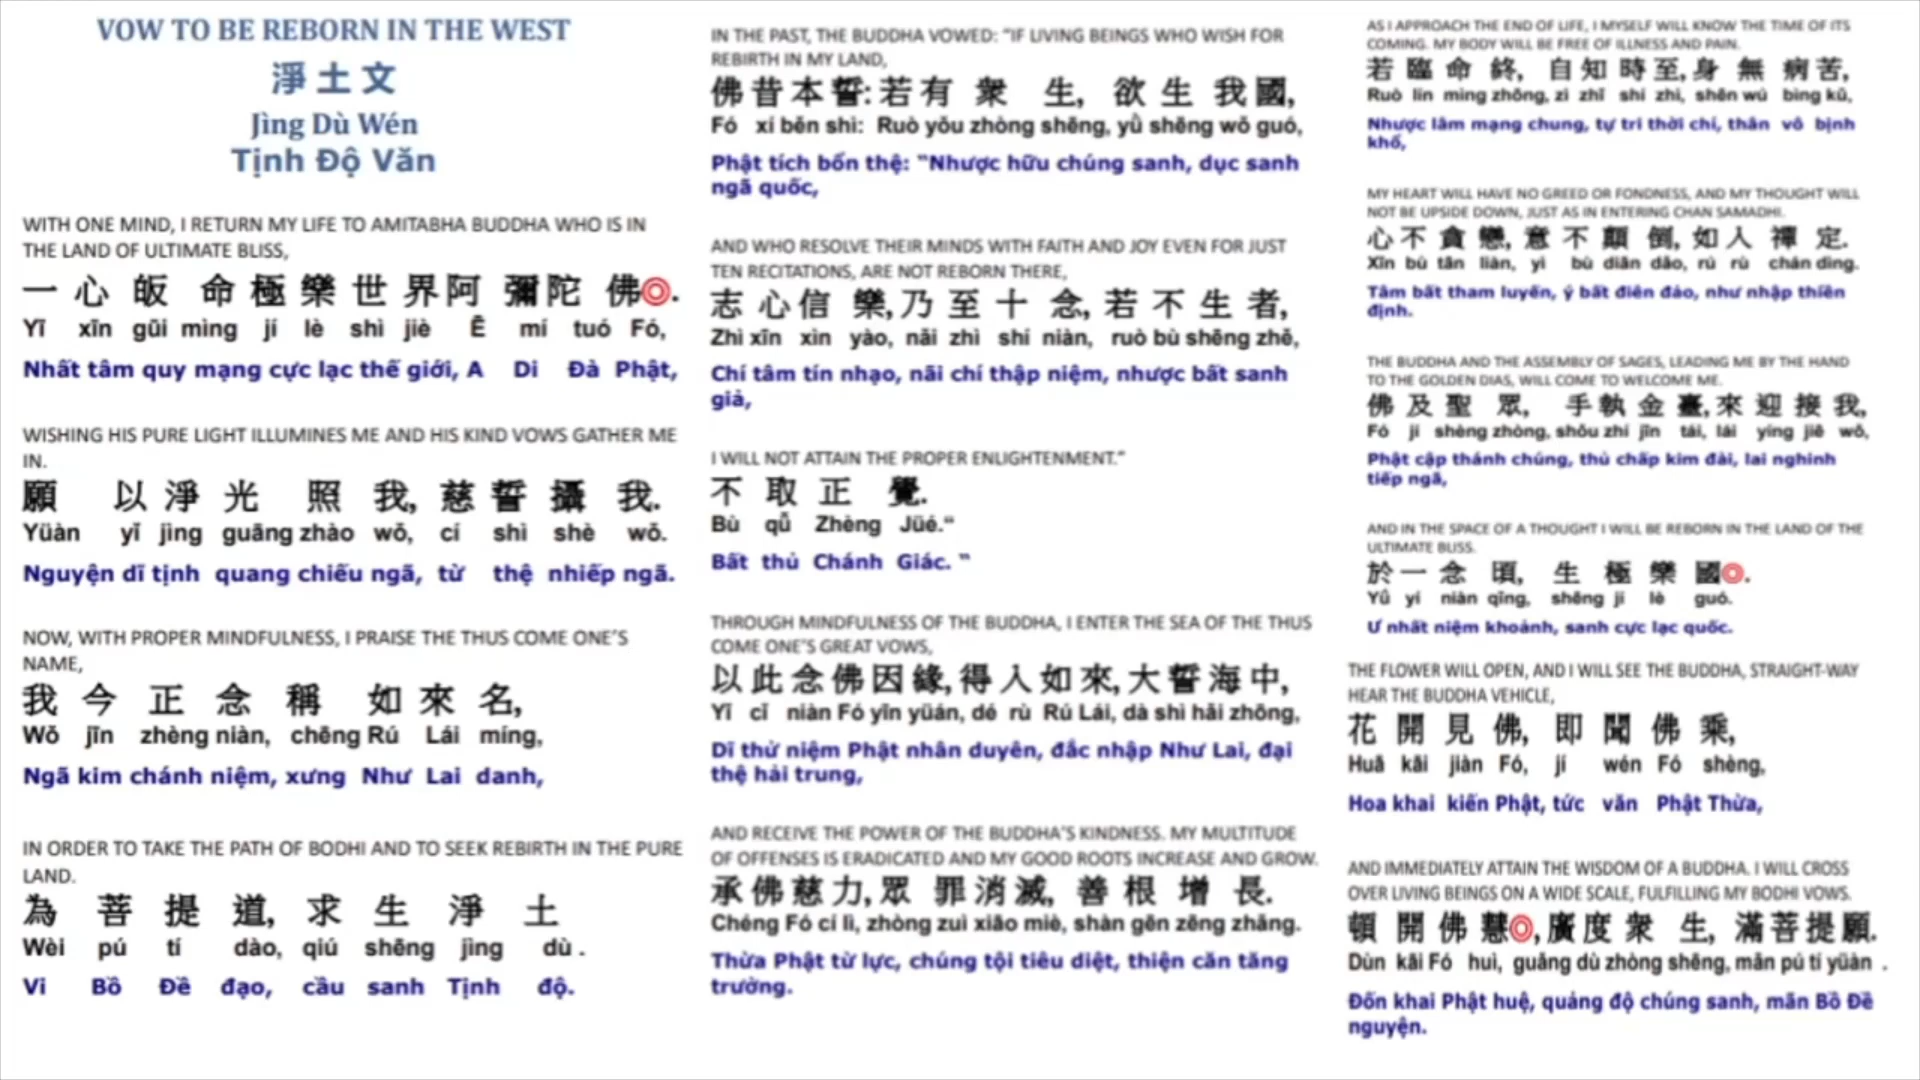 VOW TO BE REBORN IN THE WEST
淨土文
Jìng Dù Wén
Tịnh Độ Văn
WITH ONE MIND, I RETURN MY LIFE TO AMITABHA BUDDHA WHO IS IN
THE LAND OF ULTIMATE BLISS,
一心皈命極樂世界阿彌陀佛◎.
Yī xīn gūi mìng jí lè shì jiè Ē mí tuó Fó,
Nhất tâm quy mạng cực lạc thế giới, A Di Đà Phật,
WISHING HIS PURE LIGHT ILLUMINES ME AND HIS KIND VOWS GATHER ME
IN.
願以淨光照我, 慈誓攝我.
Yüàn yǐ jìng guāng zhào wǒ, cí shì shè wǒ.
Nguyện dĩ tịnh quang chiếu ngã, từ thệ nhiếp ngã.
NOW, WITH PROPER MINDFULNESS, I PRAISE THE THUS COME ONE'S
NAME,
我今正念稱如來名,
Wǒ jīn zhèng niàn, chēng Rú Lái míng,
Ngã kim chánh niệm, xưng Như Lai danh,
IN ORDER TO TAKE THE PATH OF BODHI AND TO SEEK REBIRTH IN THE PURE
LAND.
為菩提道, 求生淨土
Wèi pú tí dào, qiú shēng jìng dù .
Vi Bồ Đề đạo, cầu sanh Tịnh độ.
IN THE PAST, THE BUDDHA VOWED: "IF LIVING BEINGS WHO WISH FOR
REBIRTH IN MY LAND,
佛昔本誓: 若有衆生, 欲生我國,
Fó xí běn shì: Ruò yǒu zhòng shēng, yǜ shēng wǒ guó,
Phật tích bổn thệ: "Nhược hữu chúng sanh, dục sanh
ngã quốc,
AND WHO RESOLVE THEIR MINDS WITH FAITH AND JOY EVEN FOR JUST
TEN RECITATIONS, ARE NOT REBORN THERE,
志心信樂, 乃至十念, 若不生者,
Zhì xīn xìn yào, nǎi zhì shí niàn, ruò bù shēng zhě,
Chí tâm tín nhạo, nãi chí thập niệm, nhược bất sanh
giả,
I WILL NOT ATTAIN THE PROPER ENLIGHTENMENT."
不取正覺.
Bù qǚ Zhèng Jüé."
Bất thủ Chánh Giác. "
THROUGH MINDFULNESS OF THE BUDDHA, I ENTER THE SEA OF THE THUS
COME ONE'S GREAT VOWS,
以此念佛因緣, 得入如來, 大誓海中,
Yǐ cǐ niàn Fó yīn yüán, dé rù Rú Lái, dà shì hǎi zhōng,
Dĩ thử niệm Phật nhân duyên, đắc nhập Như Lai, đại
thệ hải trung,
AND RECEIVE THE POWER OF THE BUDDHA'S KINDNESS. MY MULTITUDE
OF OFFENSES IS ERADICATED AND MY GOOD ROOTS INCREASE AND GROW.
承佛慈力, 眾罪消滅, 善根增長.
Chéng Fó cí lì, zhòng zuì xiāo miè, shàn gēn zēng zhǎng.
Thừa Phật từ lực, chúng tội tiêu diệt, thiện căn tăng
trưởng.
AS I APPROACH THE END OF LIFE, I MYSELF WILL KNOW THE TIME OF ITS
COMING. MY BODY WILL BE FREE OF ILLNESS AND PAIN.
若臨命終, 自知時至, 身無病苦,
Ruò lín mìng zhōng, zì zhī shí zhì, shēn wú bìng kǔ,
Nhược lâm mạng chung, tự tri thời chí, thân vô bịnh
khổ,
MY HEART WILL HAVE NO GREED OR FONDNESS, AND MY THOUGHT WILL
NOT BE UPSIDE DOWN, JUST AS IN ENTERING CHAN SAMADHI.
心不貪戀, 意不顛倒, 如入禪定.
Xīn bù tān liàn, yì bù diān dǎo, rú rù chán dìng.
Tâm bất tham luyến, ý bất điên đảo, như nhập thiền
định.
THE BUDDHA AND THE ASSEMBLY OF SAGES, LEADING ME BY THE HAND
TO THE GOLDEN DIAS, WILL COME TO WELCOME ME.
佛及聖眾, 手執金臺, 來迎接我,
Fó jí shèng zhòng, shǒu zhí jīn tái, lái yíng jiē wǒ,
Phật cập thánh chúng, thủ chấp kim đài, lai nghinh
tiếp ngã,
AND IN THE SPACE OF A THOUGHT I WILL BE REBORN IN THE LAND OF THE
ULTIMATE BLISS.
於一念頃, 生極樂國◎.
Yǘ yí niàn qǐng, shēng jí lè guó.
Ư nhất niệm khoảnh, sanh cực lạc quốc.
THE FLOWER WILL OPEN, AND I WILL SEE THE BUDDHA, STRAIGHT-WAY
HEAR THE BUDDHA VEHICLE,
花開見佛, 即聞佛乘,
Huā kāi jiàn Fó, jí wén Fó shèng,
Hoa khai kiến Phật, tức văn Phật Thừa,
AND IMMEDIATELY ATTAIN THE WISDOM OF A BUDDHA. I WILL CROSS
OVER LIVING BEINGS ON A WIDE SCALE, FULFILLING MY BODHI VOWS.
頓開佛慧◎, 廣度衆生, 滿菩提願.
Dùn kāi Fó huì, guǎng dù zhòng shēng, mǎn pú tí yüàn .
Đốn khai Phật huệ, quảng độ chúng sanh, mãn Bồ Đề
nguyện.